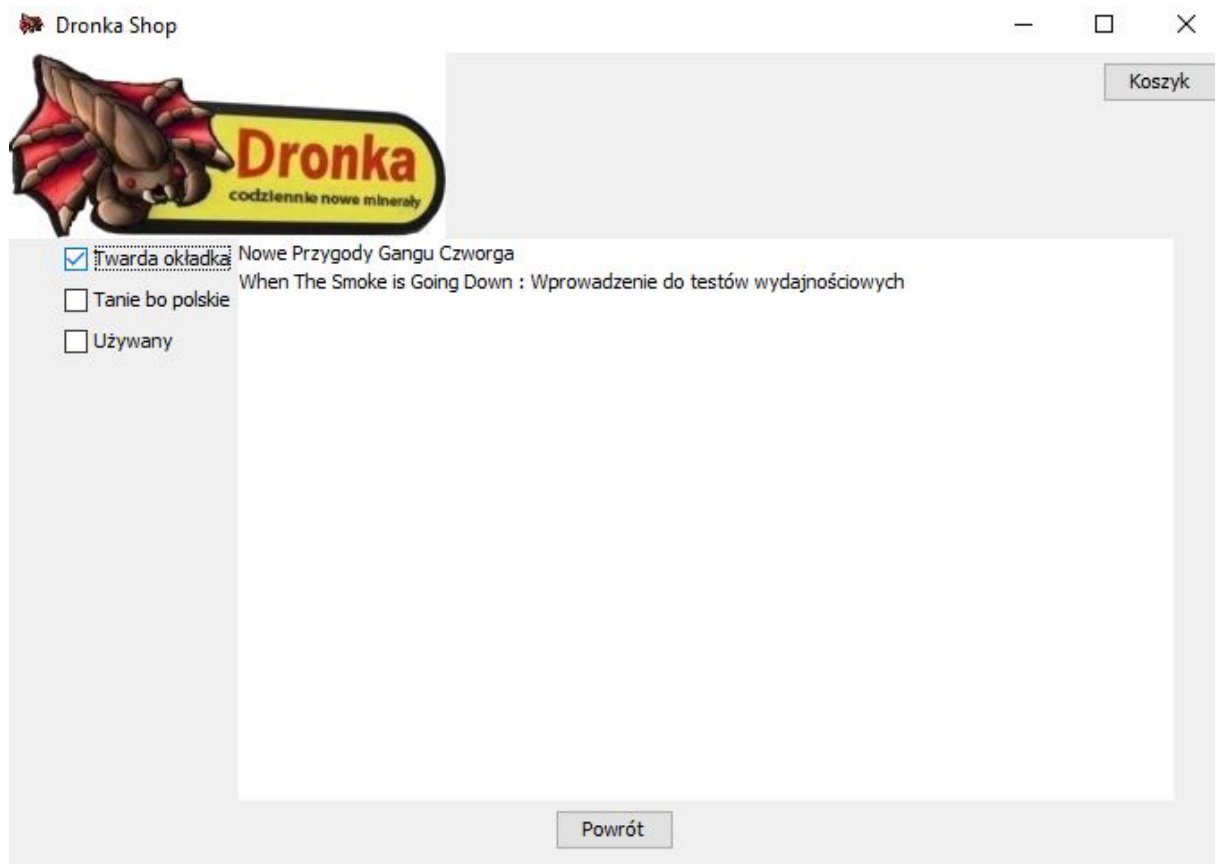 Dronka Shop
Koszyk
Dronka
codziennie nowe minerały
Twarda okładka
Tanie bo polskie
Używany
Nowe Przygody Gangu Czworga
When The Smoke is Going Down : Wprowadzenie do testów wydajnościowych
Powrót